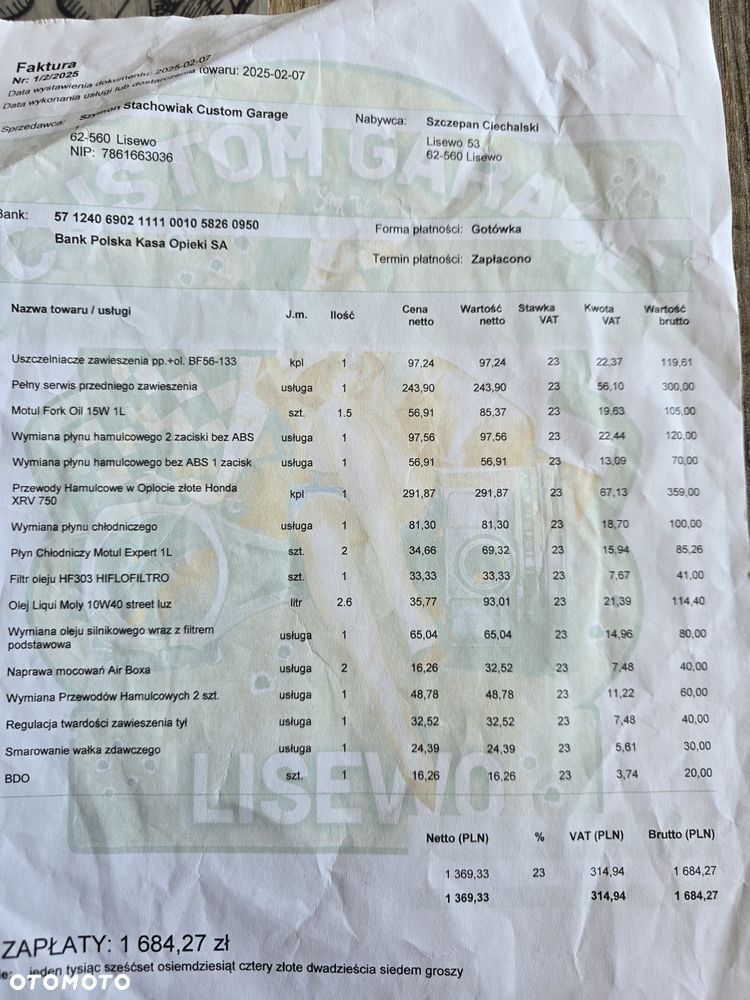 Faktura
Nr: 1/2/2025
Data wystawienia dokumentu: 2025-02-07
Data wykonania usługi lub dostarczenia towaru: 2025-02-07
Sprzedawca: Szymon Stachowiak Custom Garage
62-560 Lisewo
NIP: 7861663036
Nabywca: Szczepan Ciechalski
Lisewo 53
62-560 Lisewo
CUSTOM GARAGE
Bank: 57 1240 6902 1111 0010 5826 0950
Bank Polska Kasa Opieki SA
Forma płatności: Gotówka
Termin płatności: Zapłacono
Nazwa towaru / usługi J.m. Ilość Cena netto Wartość netto Stawka VAT Kwota VAT Wartość brutto
Uszczelniacze zawieszenia pp.+ol. BF56-133 kpl 1 97,24 97,24 23 22,37 119,61
Pełny serwis przedniego zawieszenia usługa 1 243,90 243,90 23 56,10 300,00
Motul Fork Oil 15W 1L szt. 1.5 56,91 85,37 23 19,63 105,00
Wymiana płynu hamulcowego 2 zaciski bez ABS usługa 1 97,56 97,56 23 22,44 120,00
Wymiana płynu hamulcowego bez ABS 1 zacisk usługa 1 56,91 56,91 23 13,09 70,00
Przewody Hamulcowe w Oplocie złote Honda
XRV 750 kpl 1 291,87 291,87 23 67,13 359,00
Wymiana płynu chłodniczego usługa 1 81,30 81,30 23 18,70 100,00
Płyn Chłodniczy Motul Expert 1L szt. 2 34,66 69,32 23 15,94 85,26
Filtr oleju HF303 HIFLOFILTRO szt. 1 33,33 33,33 23 7,67 41,00
Olej Liqui Moly 10W40 street luz litr 2.6 35,77 93,01 23 21,39 114,40
Wymiana oleju silnikowego wraz z filtrem
podstawowa usługa 1 65,04 65,04 23 14,96 80,00
Naprawa mocowań Air Boxa usługa 2 16,26 32,52 23 7,48 40,00
Wymiana Przewodów Hamulcowych 2 szt. usługa 1 48,78 48,78 23 11,22 60,00
Regulacja twardości zawieszenia tył usługa 1 32,52 32,52 23 7,48 40,00
Smarowanie wałka zdawczego usługa 1 24,39 24,39 23 5,61 30,00
BDO szt. 1 16,26 16,26 23 3,74 20,00
LISEWO
Netto (PLN) % VAT (PLN) Brutto (PLN)
1 369,33 23 314,94 1 684,27
1 369,33 314,94 1 684,27
ZAPŁATY: 1 684,27 zł
jeden tysiąc sześćset osiemdziesiąt cztery złote dwadzieścia siedem groszy
OTOMOTO